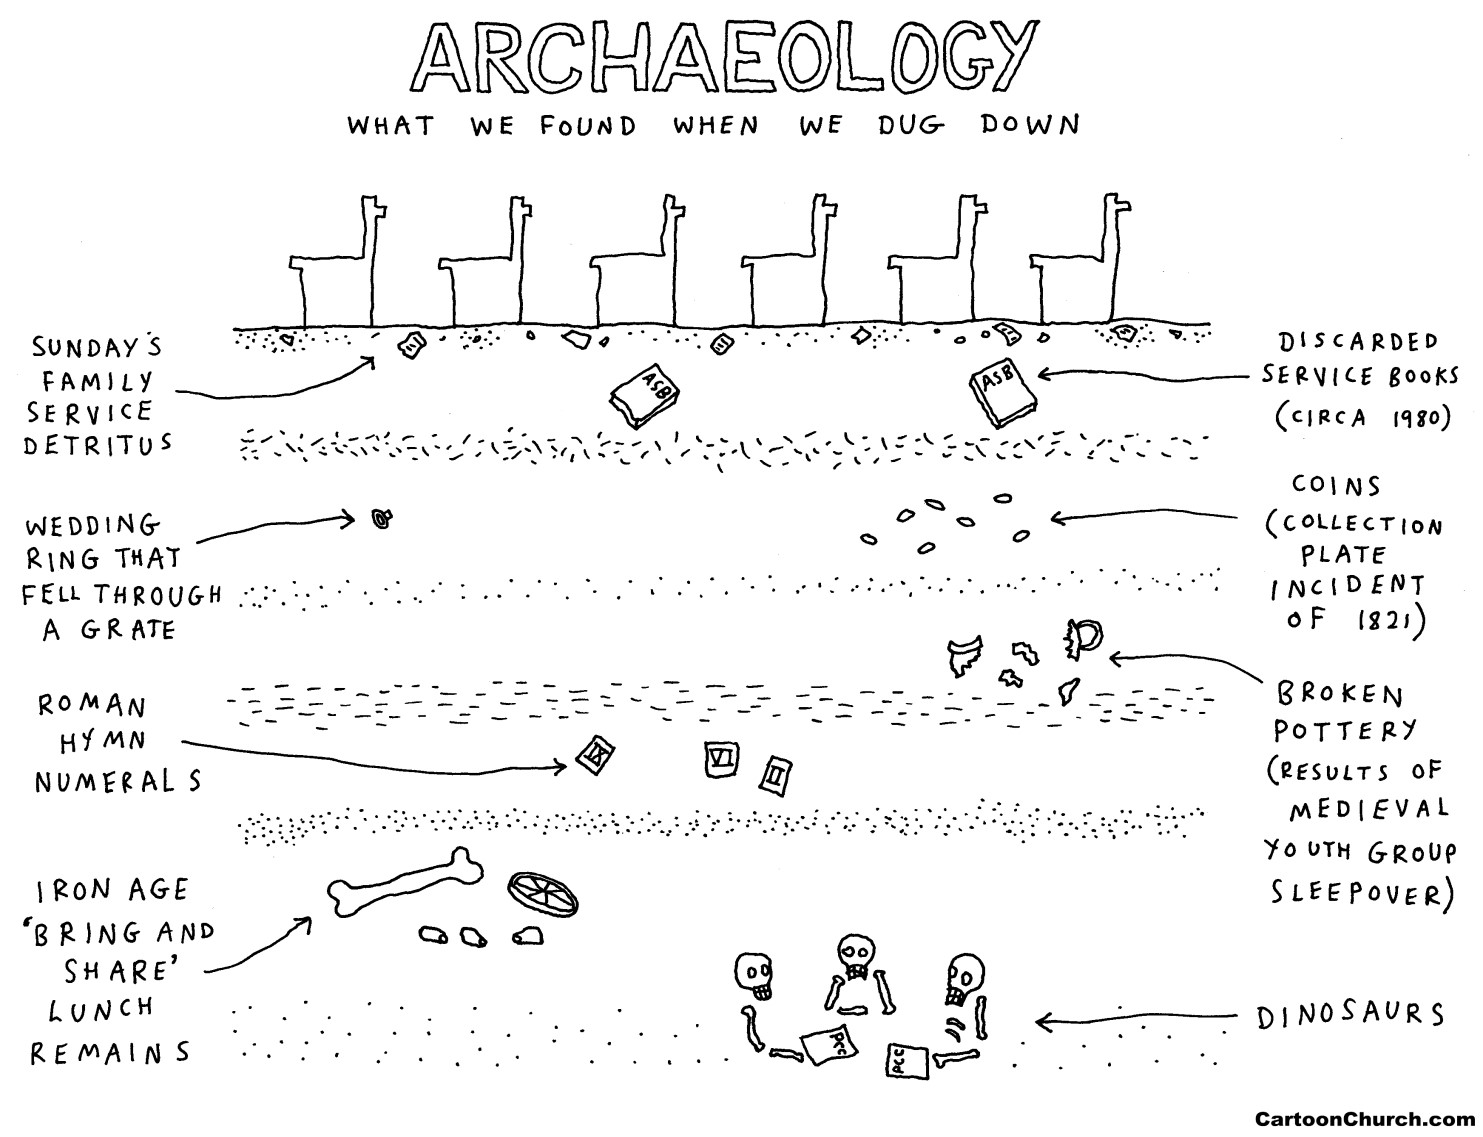 ARCHAEOLOGY
WHAT WE FOUND WHEN WE DUG DOWN
SUNDAY'S
FAMILY
SERVICE
DETRITUS
DISCARDED
SERVICE BOOKS
(CIRCA 1980)
ASB
ASB
WEDDING
RING THAT
FELL THROUGH
A GRATE
COINS
(COLLECTION
PLATE
INCIDENT
OF 1821)
ROMAN
HYMN
NUMERALS
IX
VI
II
BROKEN
POTTERY
(RESULTS OF
MEDIEVAL
YOUTH GROUP
SLEEPOVER)
IRON AGE
'BRING AND
SHARE'
LUNCH
REMAINS
PCC
PCC
DINOSAURS
CartoonChurch.com